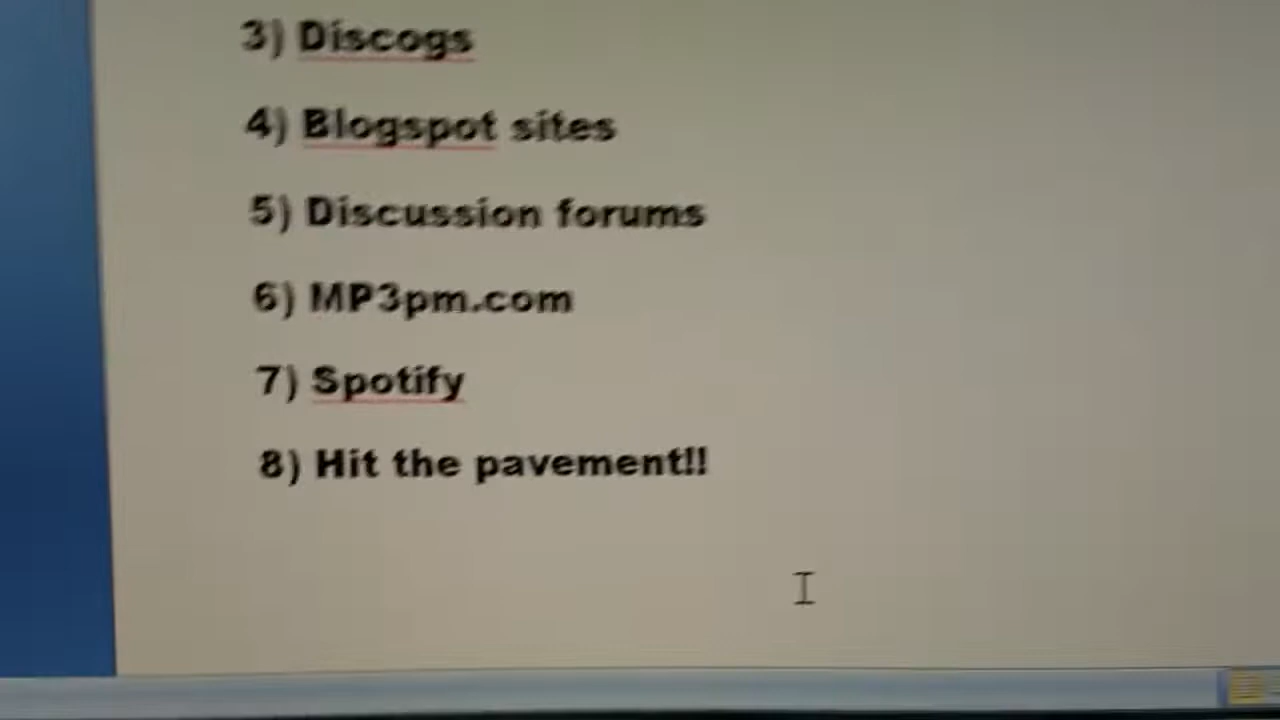 3) Discogs
4) Blogspot sites
5) Discussion forums
6) MP3pm.com
7) Spotify
8) Hit the pavement!!